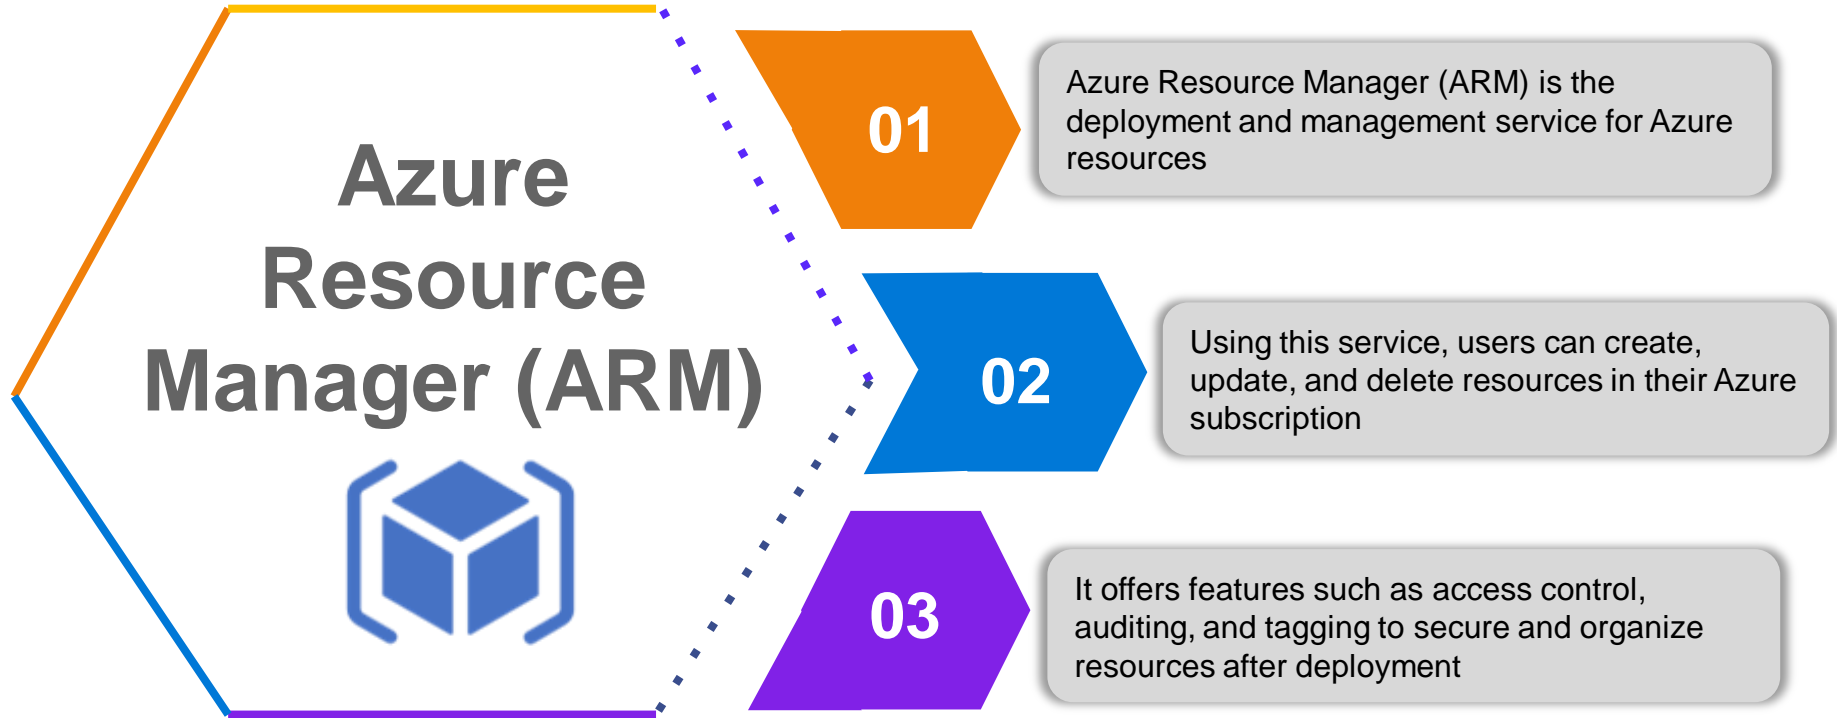 Azure
Resource
Manager (ARM)
01
Azure Resource Manager (ARM) is the
deployment and management service for Azure
resources
02
Using this service, users can create,
update, and delete resources in their Azure
subscription
03
It offers features such as access control,
auditing, and tagging to secure and organize
resources after deployment